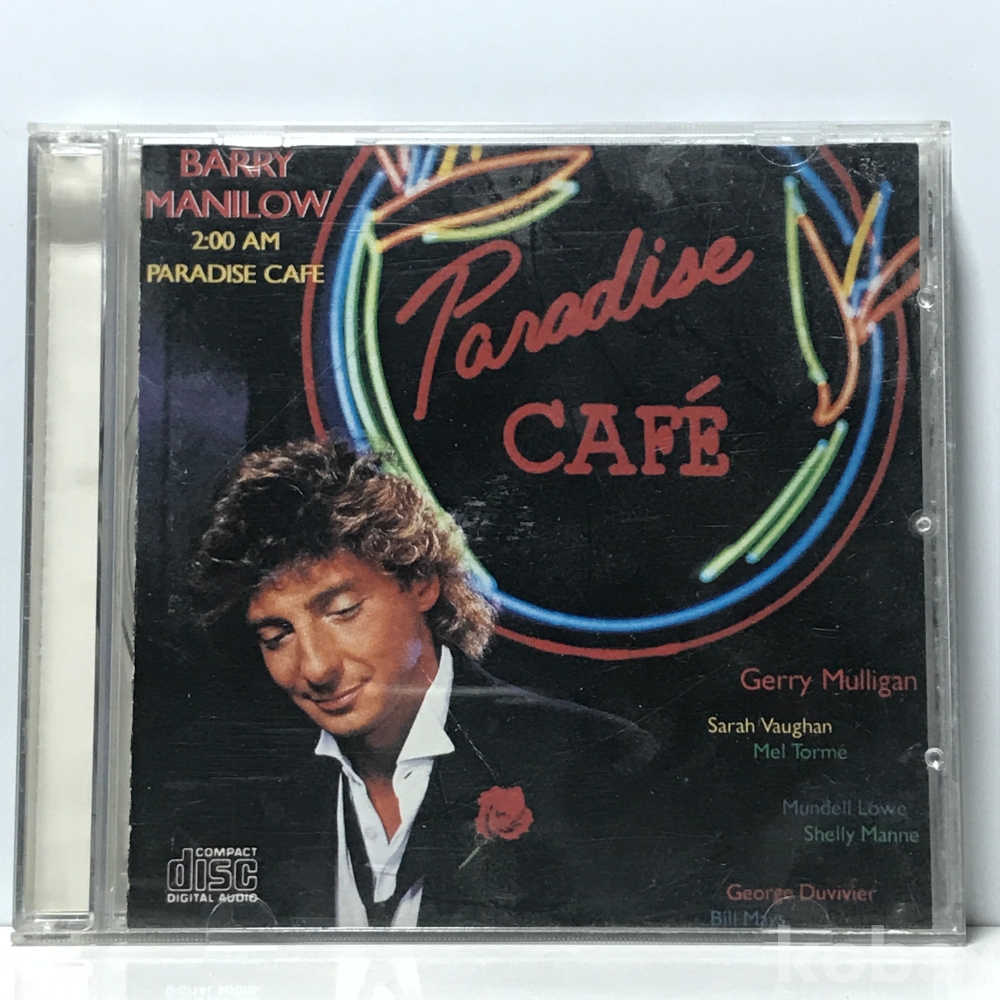 BARRY
MANILOW
2:00 AM
PARADISE CAFE
Paradise
CAFÉ
Gerry Mulligan
Sarah Vaughan
Mel Tormé
Mundell Lowe
Shelly Manne
George Duvivier
Bill Mays
COMPACT
disc
DIGITAL AUDIO